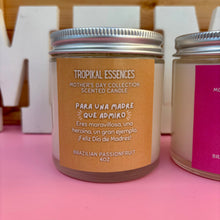 TROPIKAL ESSENCES
MOTHER'S DAY COLLECTION
SCENTED CANDLE
PARA UNA MADRE
QUE ADMIRO
Eres maravillosa, una
heroína, un gran ejemplo.
¡Feliz Día de Madres!
BRAZILIAN PASSIONFRUIT
4OZ